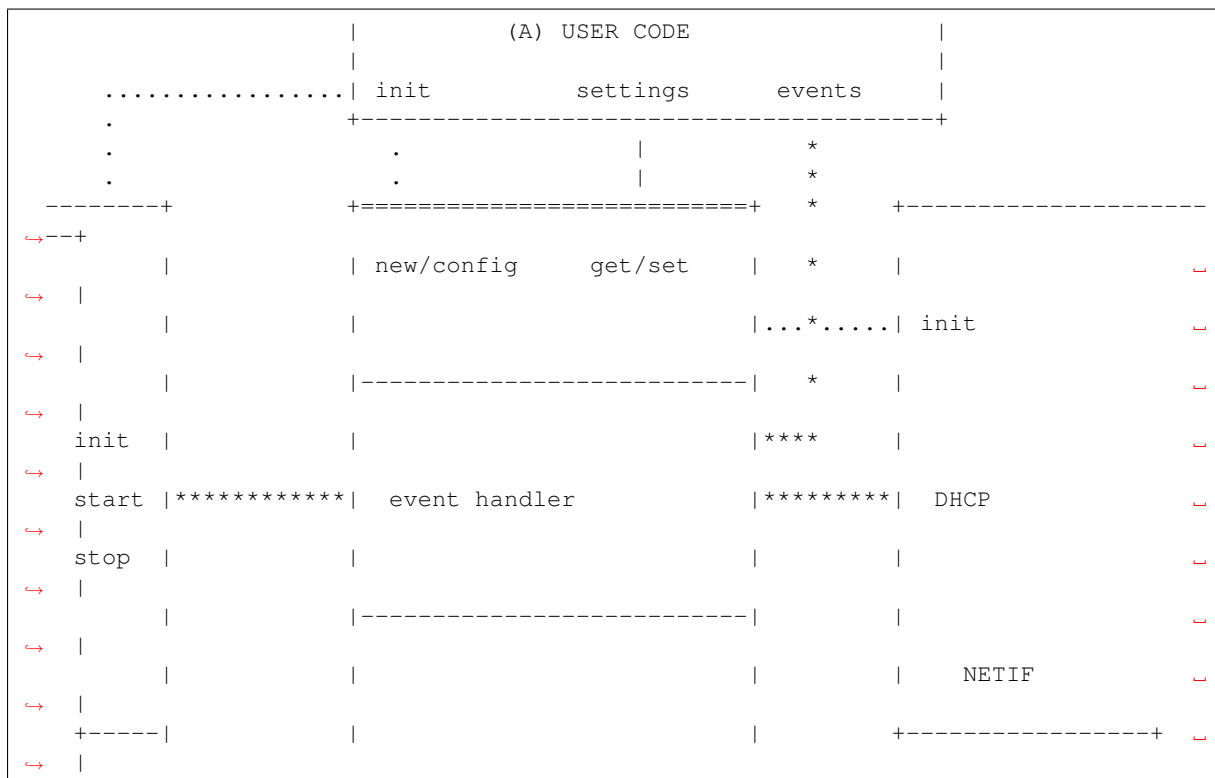 |          (A) USER CODE                 |
                       |                                        |
      .................| init          settings      events     |
      .                +----------------------------------------+
      .                   .                |           *
      .                   .                |           *
  --------+            +===========================+   *     +---------------------
↪--+
          |            | new/config     get/set    |   *     |                    ␣
↪  |
          |            |                           |...*.....| init               ␣
↪  |
          |            |---------------------------|   *     |                    ␣
↪  |
    init  |            |                           |****     |                    ␣
↪  |
    start |************|  event handler            |*********|  DHCP              ␣
↪  |
    stop  |            |                           |         |                    ␣
↪  |
          |            |---------------------------|         |                    ␣
↪  |
          |            |                           |         |    NETIF           ␣
↪  |
    +-----|            |                           |         +-----------------+  ␣
↪  |